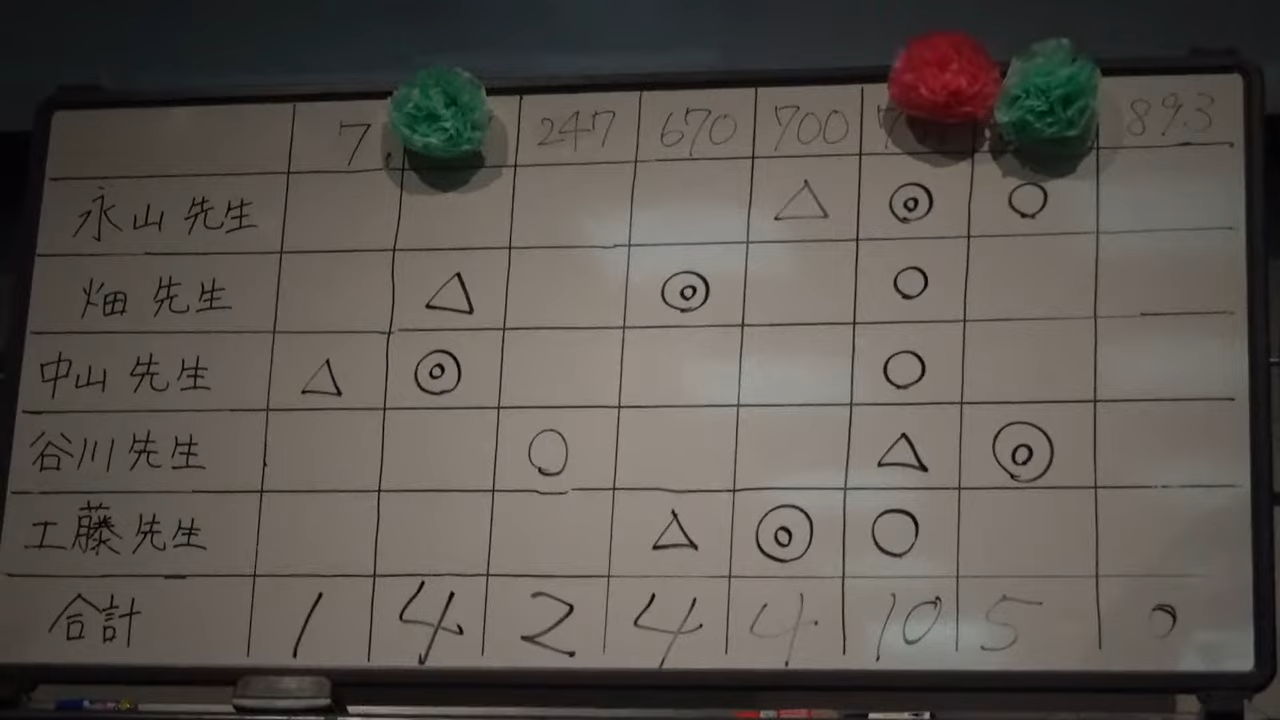 7 247 670 700 7 893
永山先生 △ ◎ ○
畑先生 △ ◎ ○
中山先生 △ ◎ ○
谷川先生 ○ △ ◎
工藤先生 △ ◎ ○
合計 1 4 2 4 4 10 5 0